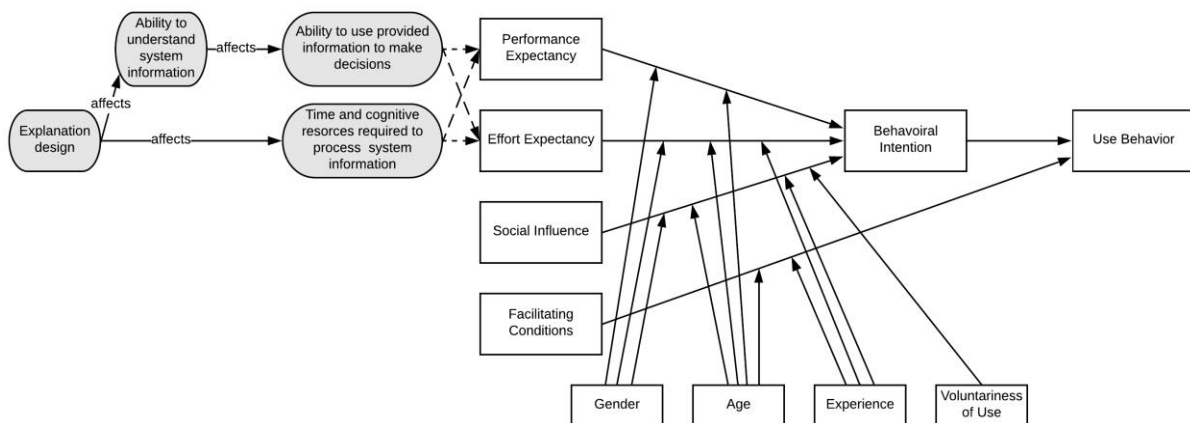 Ability to
understand
system
information
affects
Ability to use provided
information to make
decisions
Performance
Expectancy
affects
Explanation
design
affects
Time and cognitive
resorces required to
process system
information
Effort Expectancy
Behavoiral
Intention
Use Behavior
Social Influence
Facilitating
Conditions
Gender
Age
Experience
Voluntariness
of Use